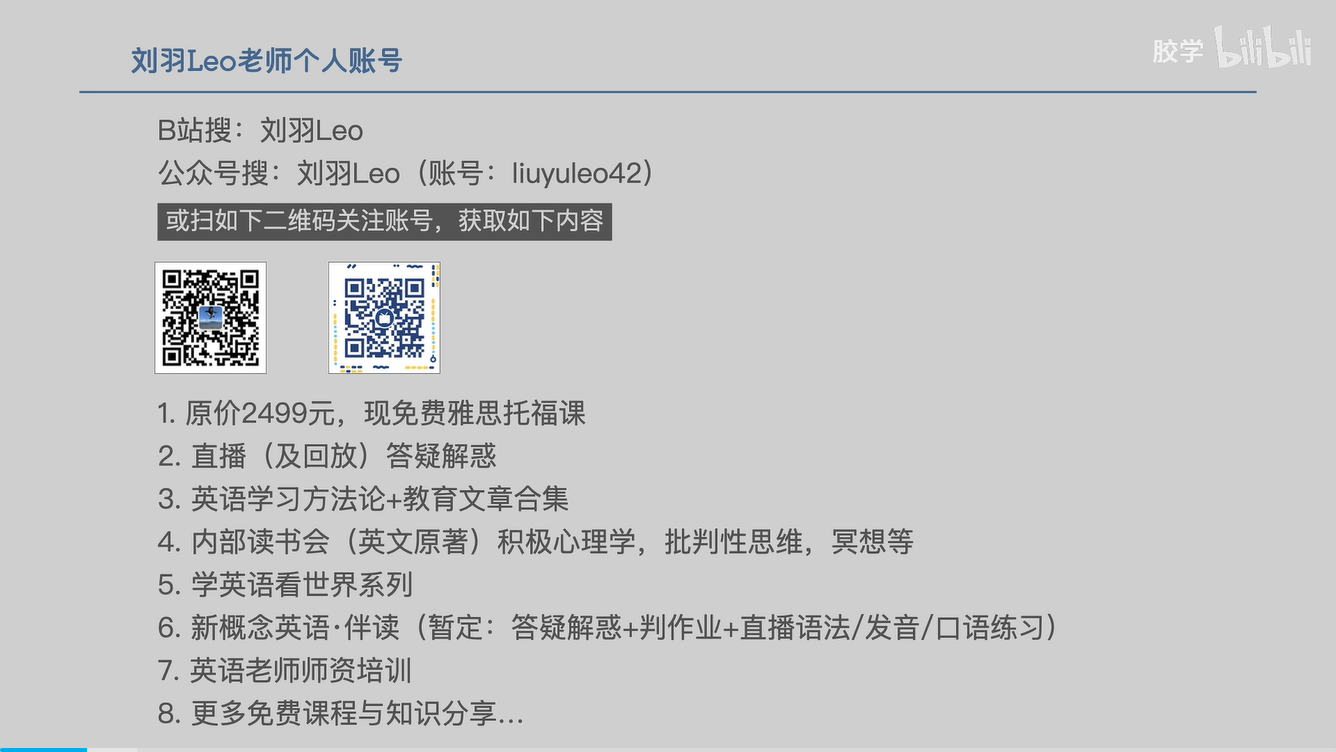 刘羽Leo老师个人账号
胶学 bilibili
B站搜：刘羽Leo
公众号搜：刘羽Leo（账号：liuyuleo42）
或扫如下二维码关注账号，获取如下内容
1. 原价2499元，现免费雅思托福课
2. 直播（及回放）答疑解惑
3. 英语学习方法论+教育文章合集
4. 内部读书会（英文原著）积极心理学，批判性思维，冥想等
5. 学英语看世界系列
6. 新概念英语·伴读（暂定：答疑解惑+判作业+直播语法/发音/口语练习）
7. 英语老师师资培训
8. 更多免费课程与知识分享...